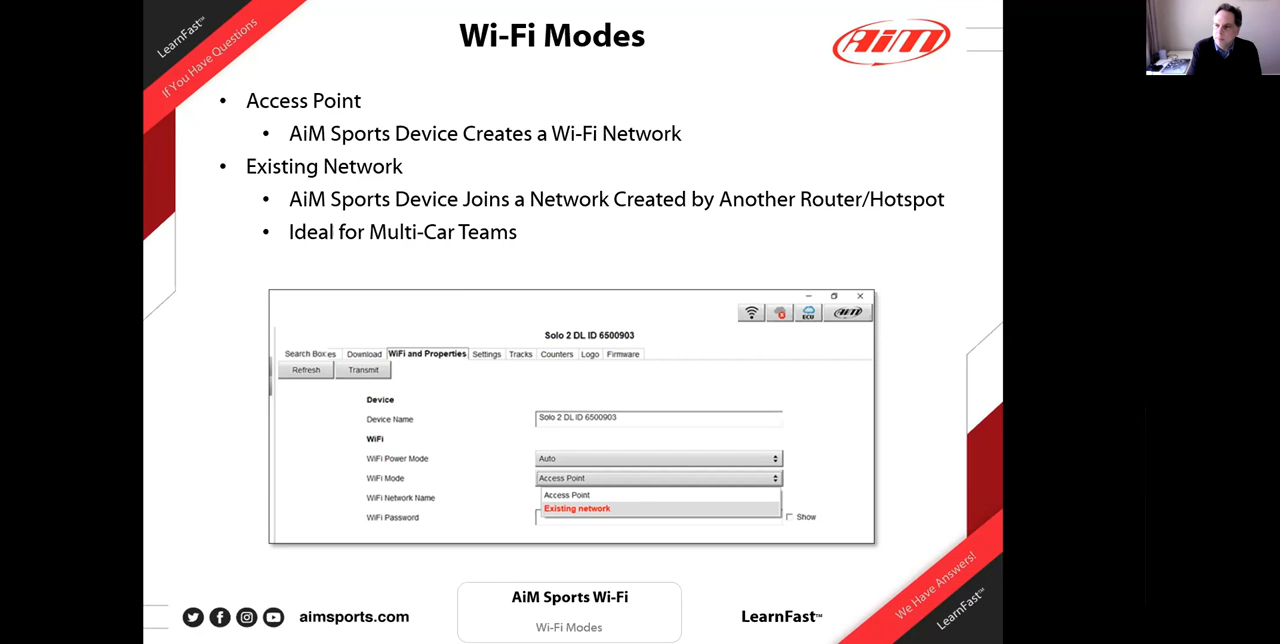 LearnFast™
If You Have Questions
Wi-Fi Modes
AiM
• Access Point
• AiM Sports Device Creates a Wi-Fi Network
• Existing Network
• AiM Sports Device Joins a Network Created by Another Router/Hotspot
• Ideal for Multi-Car Teams
ECU AiM
Solo 2 DL ID 6500903
Search Boxes Download WiFi and Properties Settings Tracks Counters Logo Firmware
Refresh Transmit
Device
Device Name Solo 2 DL ID 6500903
WiFi
WiFi Power Mode Auto
WiFi Mode Access Point
WiFi Network Name Access Point
Existing network
WiFi Password Show
We Have Answers!
LearnFast™
aimsports.com
AiM Sports Wi-Fi
Wi-Fi Modes
LearnFast™